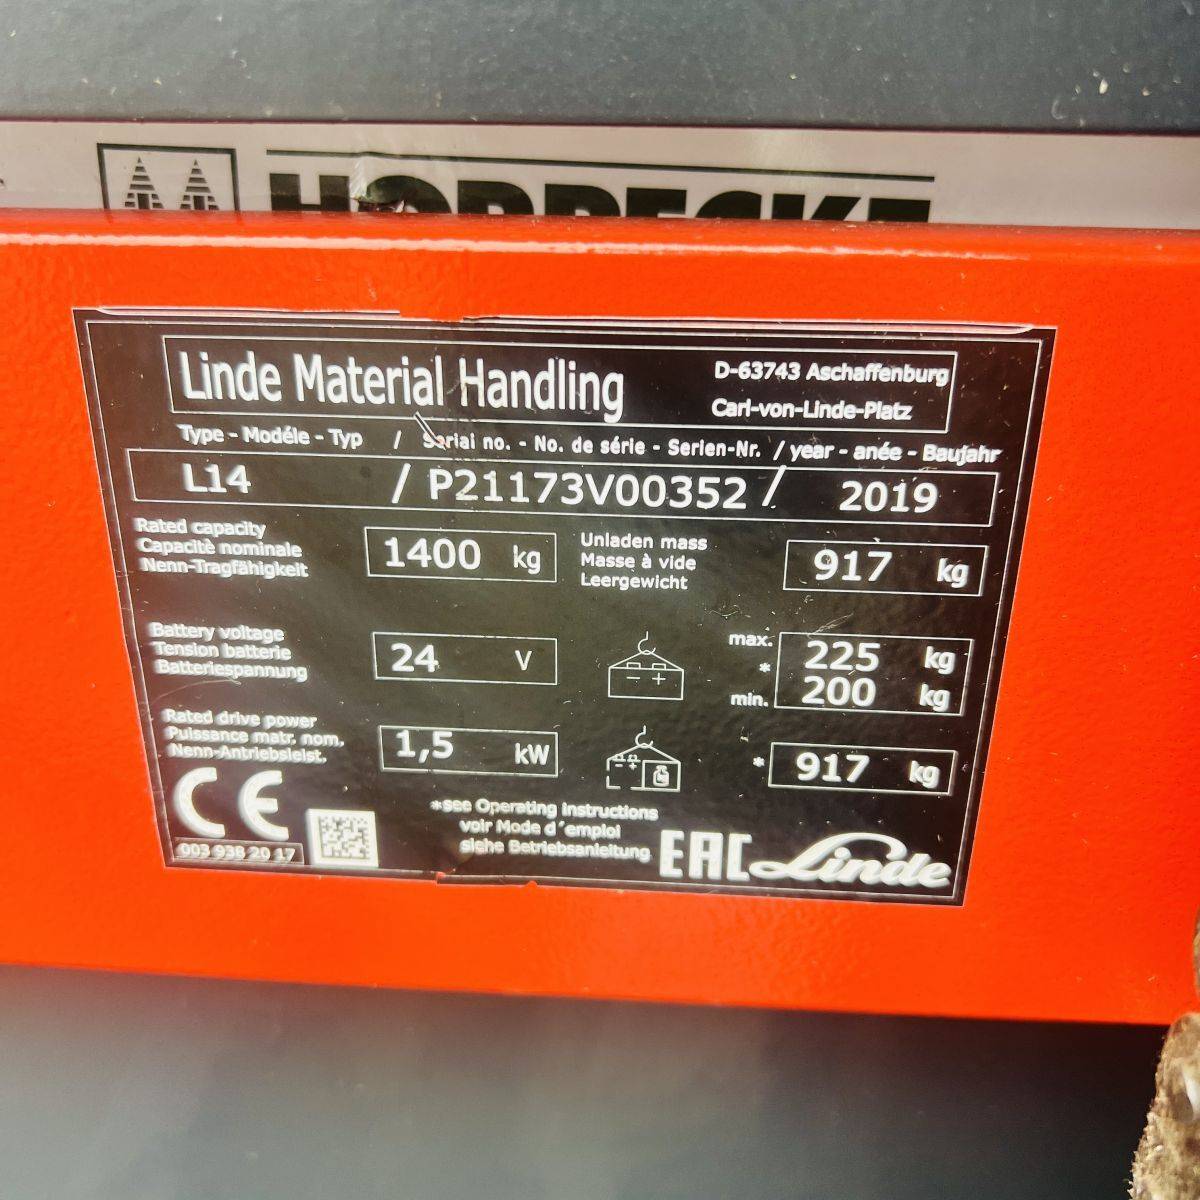 HOPPECKE
Linde Material Handling
D-63743 Aschaffenburg
Carl-von-Linde-Platz
Type - Modéle - Typ / Serial no. - No. de série - Serien-Nr. / year - anée - Baujahr
L14 / P21173V00352 / 2019
Rated capacity
Capacitè nominale
Nenn-Tragfähigkeit
1400 kg
Unladen mass
Masse à vide
Leergewicht
917 kg
Battery voltage
Tension batterie
Batteriespannung
24 V
max. 225 kg
*
min. 200 kg
Rated drive power
Puissance matr. nom.
Nenn-Antriebsleist.
1,5 kW
* 917 kg
CE
003 938 20 17
*see Operating instructions
voir Mode d´emploi
siehe Betriebsanleitung
EAC
Linde